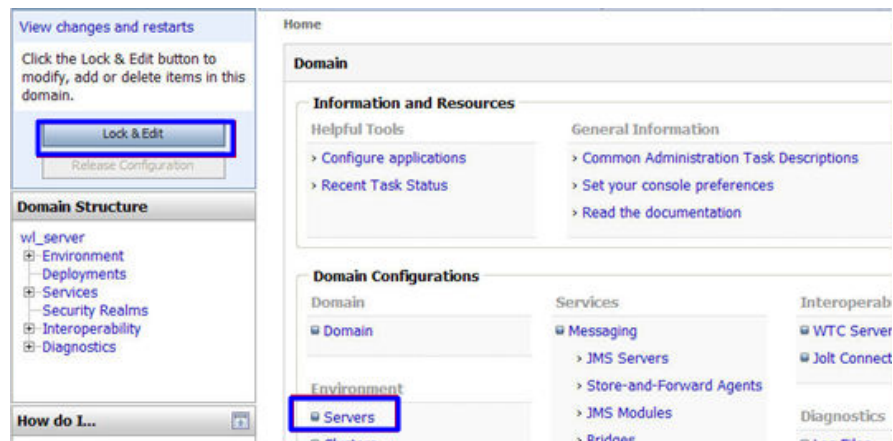 View changes and restarts
Click the Lock & Edit button to
modify, add or delete items in this
domain.
Lock & Edit
Release Configuration
Domain Structure
wl_server
Environment
Deployments
Services
Security Realms
Interoperability
Diagnostics
How do I...
Home
Domain
Information and Resources
Helpful Tools
Configure applications
Recent Task Status
General Information
Common Administration Task Descriptions
Set your console preferences
Read the documentation
Domain Configurations
Domain
Domain
Environment
Servers
Services
Messaging
JMS Servers
Store-and-Forward Agents
JMS Modules
Bridges
Interoperab
WTC Server
Jolt Connect
Diagnostics